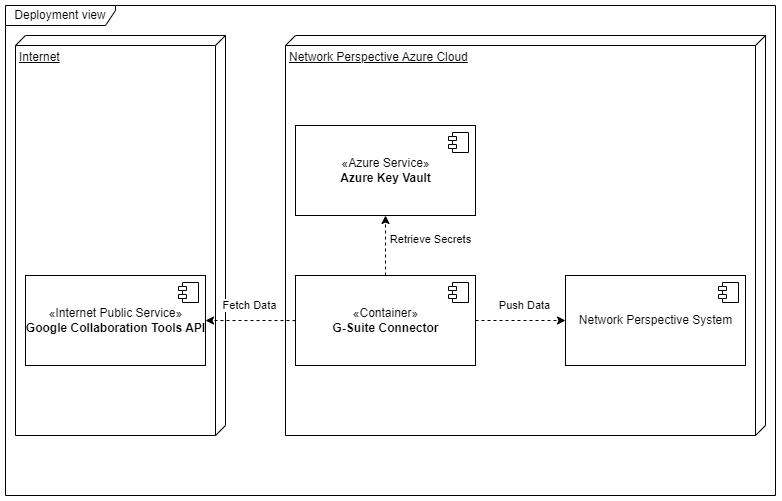 Deployment view
Internet
Network Perspective Azure Cloud
«Azure Service»
Azure Key Vault
Retrieve Secrets
«Internet Public Service»
Google Collaboration Tools API
Fetch Data
«Container»
G-Suite Connector
Push Data
Network Perspective System